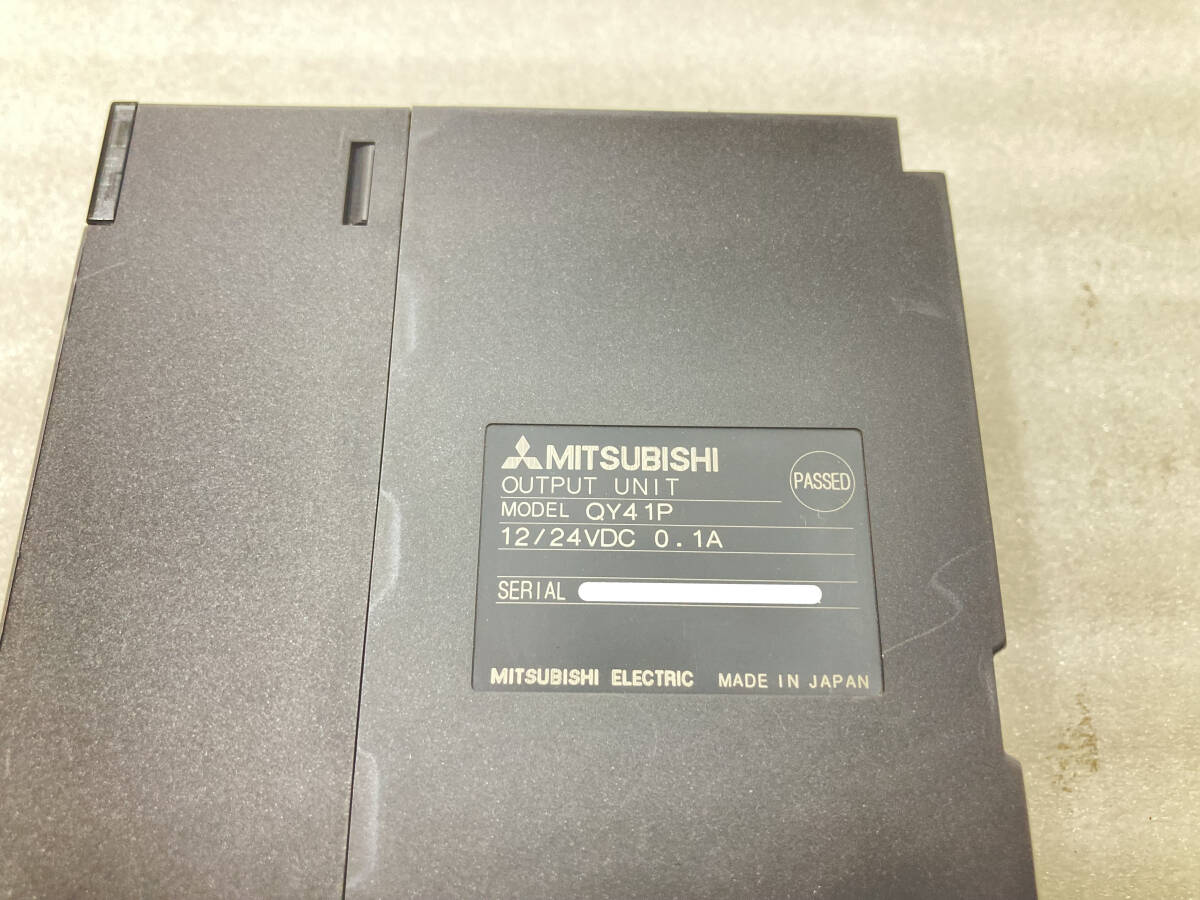 MITSUBISHI
PASSED
OUTPUT UNIT
MODEL QY41P
12/24VDC 0.1A
SERIAL
MITSUBISHI ELECTRIC MADE IN JAPAN